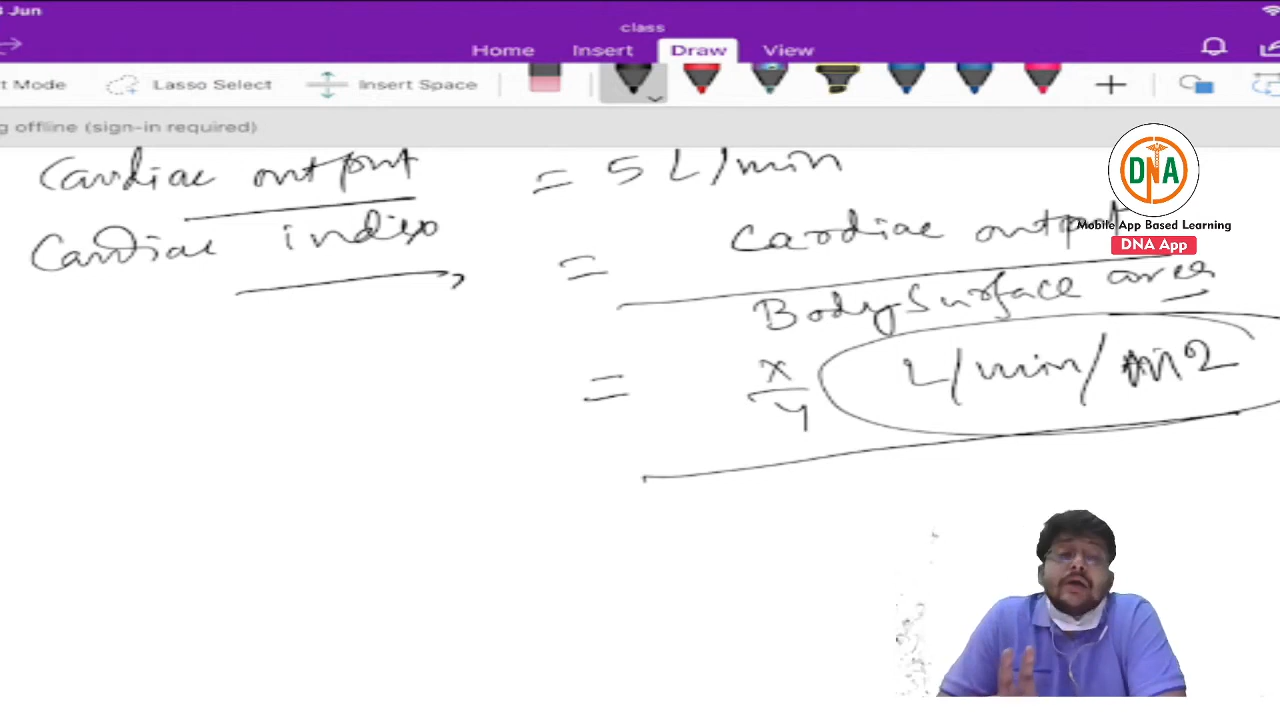 3 Jun
class
Home Insert Draw View
t Mode Lasso Select Insert Space
g offline (sign-in required)
Cardiac output = 5 L/min
Cardiac index = Cardiac output
Body Surface area
= x
y L/min/m2
DNA
Mobile App Based Learning
DNA App